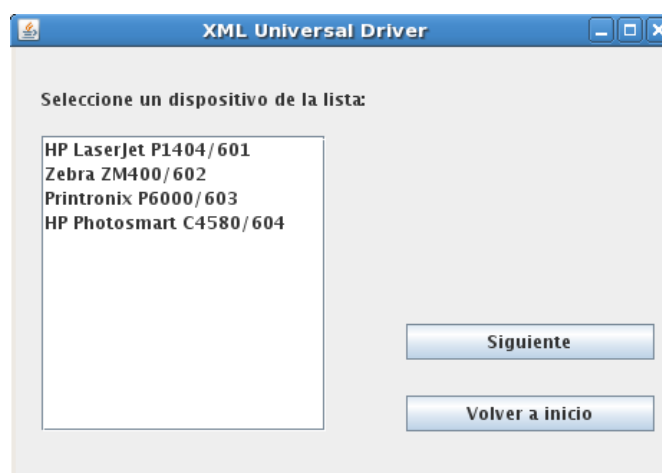 XML Universal Driver
Seleccione un dispositivo de la lista:
HP LaserJet P1404/601
Zebra ZM400/602
Printronix P6000/603
HP Photosmart C4580/604
Siguiente
Volver a inicio